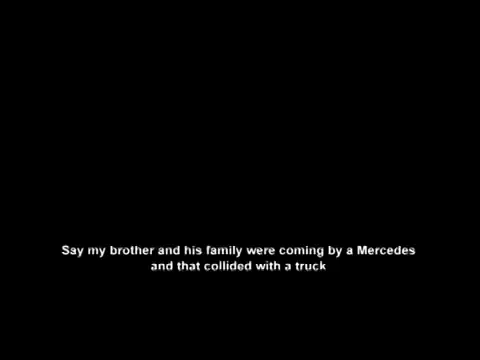 Say my brother and his family were coming by a Mercedes
and that collided with a truck